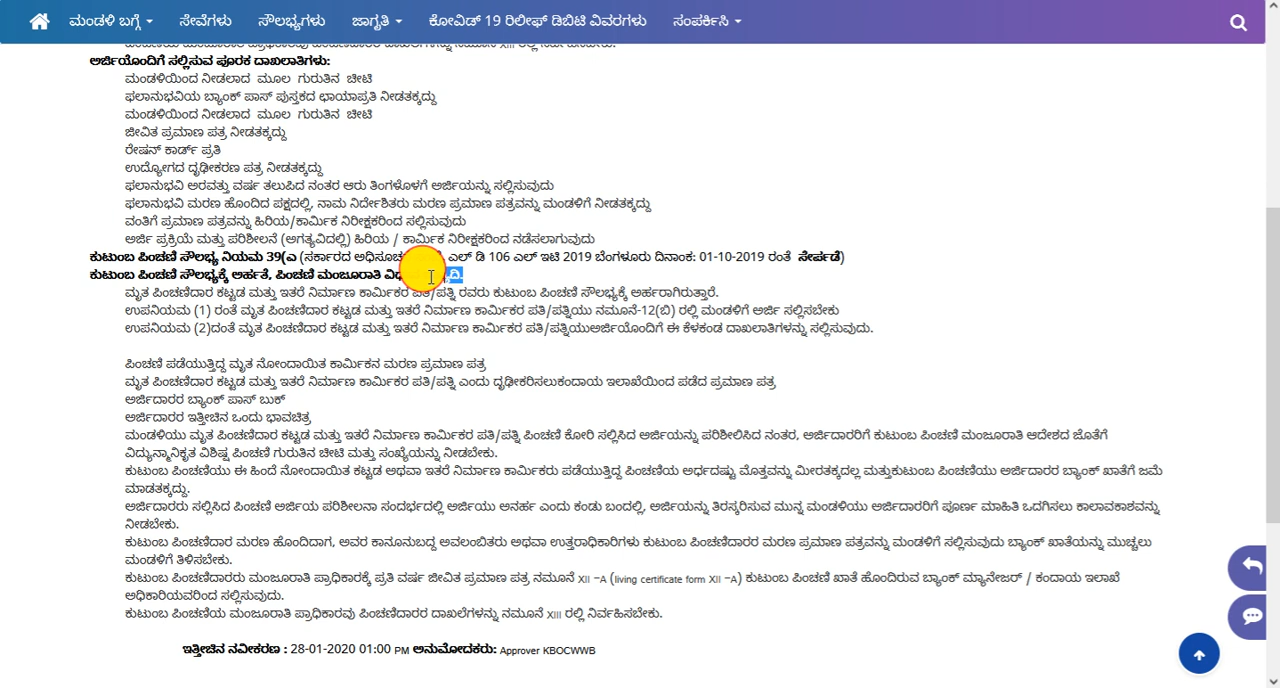 ಮಂಡಳಿ ಬಗ್ಗೆ ಸೇವೆಗಳು ಸೌಲಭ್ಯಗಳು ಜಾಗೃತಿ ಕೋವಿಡ್ 19 ರಿಲೀಫ್ ಡಿಬಿಟಿ ವಿವರಗಳು ಸಂಪರ್ಕಿಸಿ
ಅರ್ಜಿಯೊಂದಿಗೆ ಸಲ್ಲಿಸುವ ಪೂರಕ ದಾಖಲಾತಿಗಳು:
ಮಂಡಳಿಯಿಂದ ನೀಡಲಾದ ಮೂಲ ಗುರುತಿನ ಚೀಟಿ
ಫಲಾನುಭವಿಯ ಬ್ಯಾಂಕ್ ಪಾಸ್ ಪುಸ್ತಕದ ಛಾಯಾಪ್ರತಿ ನೀಡತಕ್ಕದ್ದು
ಮಂಡಳಿಯಿಂದ ನೀಡಲಾದ ಮೂಲ ಗುರುತಿನ ಚೀಟಿ
ಜೀವಿತ ಪ್ರಮಾಣ ಪತ್ರ ನೀಡತಕ್ಕದ್ದು
ರೇಷನ್ ಕಾರ್ಡ್ ಪ್ರತಿ
ಉದ್ಯೋಗದ ದೃಢೀಕರಣ ಪತ್ರ ನೀಡತಕ್ಕದ್ದು
ಫಲಾನುಭವಿ ಅರವತ್ತು ವರ್ಷ ತಲುಪಿದ ನಂತರ ಆರು ತಿಂಗಳೊಳಗೆ ಅರ್ಜಿಯನ್ನು ಸಲ್ಲಿಸುವುದು
ಫಲಾನುಭವಿ ಮರಣ ಹೊಂದಿದ ಪಕ್ಷದಲ್ಲಿ, ನಾಮ ನಿರ್ದೇಶಿತರು ಮರಣ ಪ್ರಮಾಣ ಪತ್ರವನ್ನು ಮಂಡಳಿಗೆ ನೀಡತಕ್ಕದ್ದು
ವಂತಿಗೆ ಪ್ರಮಾಣ ಪತ್ರವನ್ನು ಹಿರಿಯ/ಕಾರ್ಮಿಕ ನಿರೀಕ್ಷಕರಿಂದ ಸಲ್ಲಿಸುವುದು
ಅರ್ಜಿ ಪ್ರಕ್ರಿಯೆ ಮತ್ತು ಪರಿಶೀಲನೆ (ಅಗತ್ಯವಿದಲ್ಲಿ) ಹಿರಿಯ / ಕಾರ್ಮಿಕ ನಿರೀಕ್ಷಕರಿಂದ ನಡೆಸಲಾಗುವುದು
ಕುಟುಂಬ ಪಿಂಚಣಿ ಸೌಲಭ್ಯ ನಿಯಮ 39(ಎ (ಸರ್ಕಾರದ ಎಲ್ ಡಿ 106 ಎಲ್ ಇಟಿ 2019 ಬೆಂಗಳೂರು ದಿನಾಂಕ: 01-10-2019 ರಂತೆ ಸೇರ್ಪಡೆ)
ಕುಟುಂಬ ಪಿಂಚಣಿ ಸೌಲಭ್ಯಕ್ಕೆ ಅರ್ಹತೆ, ಪಿಂಚಣಿ ಮಂಜೂರಾತಿ
ಮೃತ ಪಿಂಚಣಿದಾರ ಕಟ್ಟಡ ಮತ್ತು ಇತರೆ ನಿರ್ಮಾಣ ಕಾರ್ಮಿಕರ ಪತಿ/ಪತ್ನಿ ರವರು ಕುಟುಂಬ ಪಿಂಚಣಿ ಸೌಲಭ್ಯಕ್ಕೆ ಅರ್ಹರಾಗಿರುತ್ತಾರೆ.
ಉಪನಿಯಮ (1) ರಂತೆ ಮೃತ ಪಿಂಚಣಿದಾರ ಕಟ್ಟಡ ಮತ್ತು ಇತರೆ ನಿರ್ಮಾಣ ಕಾರ್ಮಿಕರ ಪತಿ/ಪತ್ನಿಯು ನಮೂನೆ-12(ಬಿ) ರಲ್ಲಿ ಮಂಡಳಿಗೆ ಅರ್ಜಿ ಸಲ್ಲಿಸಬೇಕು
ಉಪನಿಯಮ (2)ದಂತೆ ಮೃತ ಪಿಂಚಣಿದಾರ ಕಟ್ಟಡ ಮತ್ತು ಇತರೆ ನಿರ್ಮಾಣ ಕಾರ್ಮಿಕರ ಪತಿ/ಪತ್ನಿಯುಅರ್ಜಿಯೊಂದಿಗೆ ಈ ಕೆಳಕಂಡ ದಾಖಲಾತಿಗಳನ್ನು ಸಲ್ಲಿಸುವುದು.
ಪಿಂಚಣಿ ಪಡೆಯುತ್ತಿದ್ದ ಮೃತ ನೋಂದಾಯಿತ ಕಾರ್ಮಿಕನ ಮರಣ ಪ್ರಮಾಣ ಪತ್ರ
ಮೃತ ಪಿಂಚಣಿದಾರ ಕಟ್ಟಡ ಮತ್ತು ಇತರೆ ನಿರ್ಮಾಣ ಕಾರ್ಮಿಕರ ಪತಿ/ಪತ್ನಿ ಎಂದು ದೃಢೀಕರಿಸಲುಕಂದಾಯ ಇಲಾಖೆಯಿಂದ ಪಡೆದ ಪ್ರಮಾಣ ಪತ್ರ
ಅರ್ಜಿದಾರರ ಬ್ಯಾಂಕ್ ಪಾಸ್ ಬುಕ್
ಅರ್ಜಿದಾರರ ಇತ್ತೀಚಿನ ಒಂದು ಭಾವಚಿತ್ರ
ಮಂಡಳಿಯು ಮೃತ ಪಿಂಚಣಿದಾರ ಕಟ್ಟಡ ಮತ್ತು ಇತರೆ ನಿರ್ಮಾಣ ಕಾರ್ಮಿಕರ ಪತಿ/ಪತ್ನಿ ಪಿಂಚಣಿ ಕೋರಿ ಸಲ್ಲಿಸಿದ ಅರ್ಜಿಯನ್ನು ಪರಿಶೀಲಿಸಿದ ನಂತರ, ಅರ್ಜಿದಾರರಿಗೆ ಕುಟುಂಬ ಪಿಂಚಣಿ ಮಂಜೂರಾತಿ ಆದೇಶದ ಜೊತೆಗೆ
ವಿದ್ಯುನ್ಮಾನಿಕೃತ ವಿಶಿಷ್ಟ ಪಿಂಚಣಿ ಗುರುತಿನ ಚೀಟಿ ಮತ್ತು ಸಂಖ್ಯೆಯನ್ನು ನೀಡಬೇಕು.
ಕುಟುಂಬ ಪಿಂಚಣಿಯು ಈ ಹಿಂದೆ ನೋಂದಾಯಿತ ಕಟ್ಟಡ ಅಥವಾ ಇತರೆ ನಿರ್ಮಾಣ ಕಾರ್ಮಿಕರು ಪಡೆಯುತ್ತಿದ್ದ ಪಿಂಚಣಿಯ ಅರ್ಧದಷ್ಟು ಮೊತ್ತವನ್ನು ಮೀರತಕ್ಕದಲ್ಲ ಮತ್ತುಕುಟುಂಬ ಪಿಂಚಣಿಯು ಅರ್ಜಿದಾರರ ಬ್ಯಾಂಕ್ ಖಾತೆಗೆ ಜಮೆ
ಮಾಡತಕ್ಕದ್ದು.
ಅರ್ಜಿದಾರರು ಸಲ್ಲಿಸಿದ ಪಿಂಚಣಿ ಅರ್ಜಿಯ ಪರಿಶೀಲನಾ ಸಂದರ್ಭದಲ್ಲಿ ಅರ್ಜಿಯು ಅನರ್ಹ ಎಂದು ಕಂಡು ಬಂದಲ್ಲಿ, ಅರ್ಜಿಯನ್ನು ತಿರಸ್ಕರಿಸುವ ಮುನ್ನ ಮಂಡಳಿಯು ಅರ್ಜಿದಾರರಿಗೆ ಪೂರ್ಣ ಮಾಹಿತಿ ಒದಗಿಸಲು ಕಾಲಾವಕಾಶವನ್ನು
ನೀಡಬೇಕು.
ಕುಟುಂಬ ಪಿಂಚಣಿದಾರ ಮರಣ ಹೊಂದಿದಾಗ, ಅವರ ಕಾನೂನುಬದ್ದ ಅವಲಂಬಿತರು ಅಥವಾ ಉತ್ತರಾಧಿಕಾರಿಗಳು ಕುಟುಂಬ ಪಿಂಚಣಿದಾರರ ಮರಣ ಪ್ರಮಾಣ ಪತ್ರವನ್ನು ಮಂಡಳಿಗೆ ಸಲ್ಲಿಸುವುದು ಬ್ಯಾಂಕ್ ಖಾತೆಯನ್ನು ಮುಚ್ಚಲು
ಮಂಡಳಿಗೆ ತಿಳಿಸಬೇಕು.
ಕುಟುಂಬ ಪಿಂಚಣಿದಾರರು ಮಂಜೂರಾತಿ ಪ್ರಾಧಿಕಾರಕ್ಕೆ ಪ್ರತಿ ವರ್ಷ ಜೀವಿತ ಪ್ರಮಾಣ ಪತ್ರ ನಮೂನೆ XII –A (living certificate form XII –A) ಕುಟುಂಬ ಪಿಂಚಣಿ ಖಾತೆ ಹೊಂದಿರುವ ಬ್ಯಾಂಕ್ ಮ್ಯಾನೇಜರ್ / ಕಂದಾಯ ಇಲಾಖೆ
ಅಧಿಕಾರಿಯವರಿಂದ ಸಲ್ಲಿಸುವುದು.
ಕುಟುಂಬ ಪಿಂಚಣಿಯ ಮಂಜೂರಾತಿ ಪ್ರಾಧಿಕಾರವು ಪಿಂಚಣಿದಾರರ ದಾಖಲೆಗಳನ್ನು ನಮೂನೆ XIII ರಲ್ಲಿ ನಿರ್ವಹಿಸಬೇಕು.
ಇತ್ತೀಚಿನ ನವೀಕರಣ : 28-01-2020 01:00 PM ಅನುಮೋದಕರು: Approver KBOCWWB